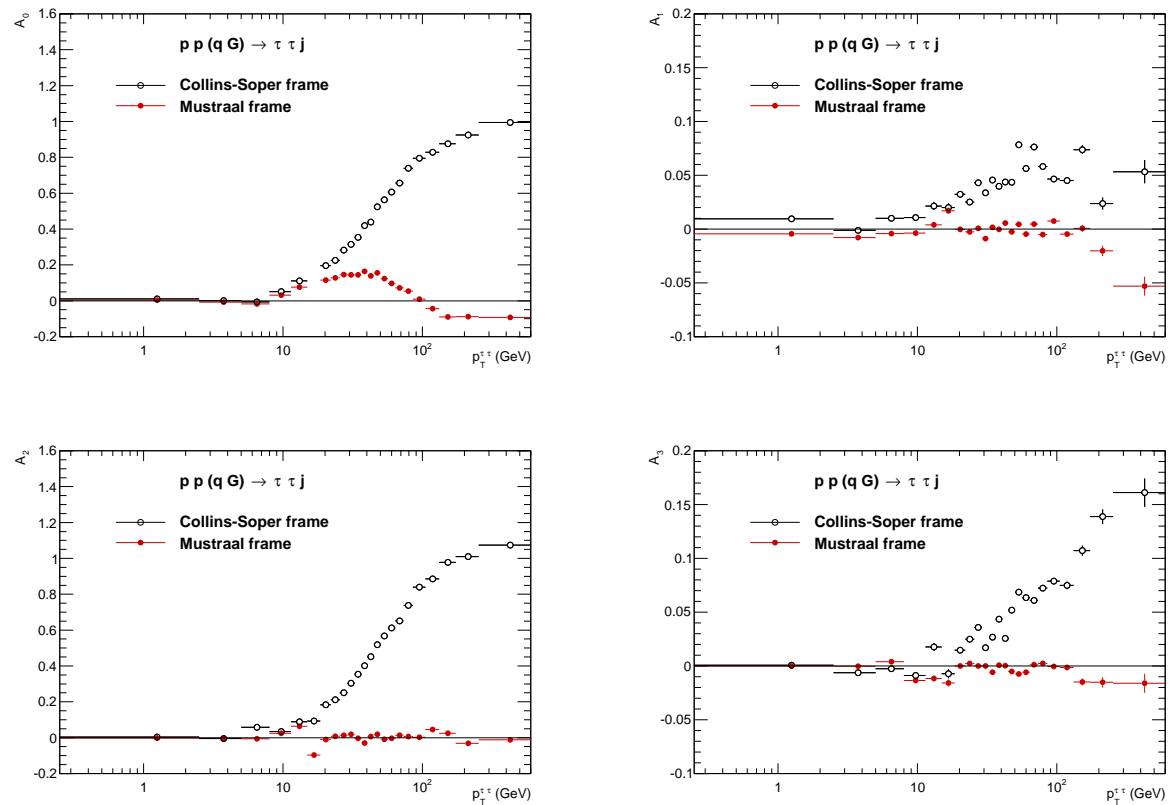 A₀
1.6
p p (q G) → τ τ j
1.4
1.2
Collins-Soper frame
Mustraal frame
1
0.8
0.6
0.4
0.2
0
-0.2
1 10 10²
p_T^ττ (GeV)
A₁
0.2
p p (q G) → τ τ j
0.15
Collins-Soper frame
Mustraal frame
0.1
0.05
0
-0.05
-0.1
1 10 10²
p_T^ττ (GeV)
A₂
1.6
p p (q G) → τ τ j
1.4
1.2
Collins-Soper frame
Mustraal frame
1
0.8
0.6
0.4
0.2
0
-0.2
1 10 10²
p_T^ττ (GeV)
A₃
0.2
p p (q G) → τ τ j
0.15
Collins-Soper frame
Mustraal frame
0.1
0.05
0
-0.05
-0.1
1 10 10²
p_T^ττ (GeV)